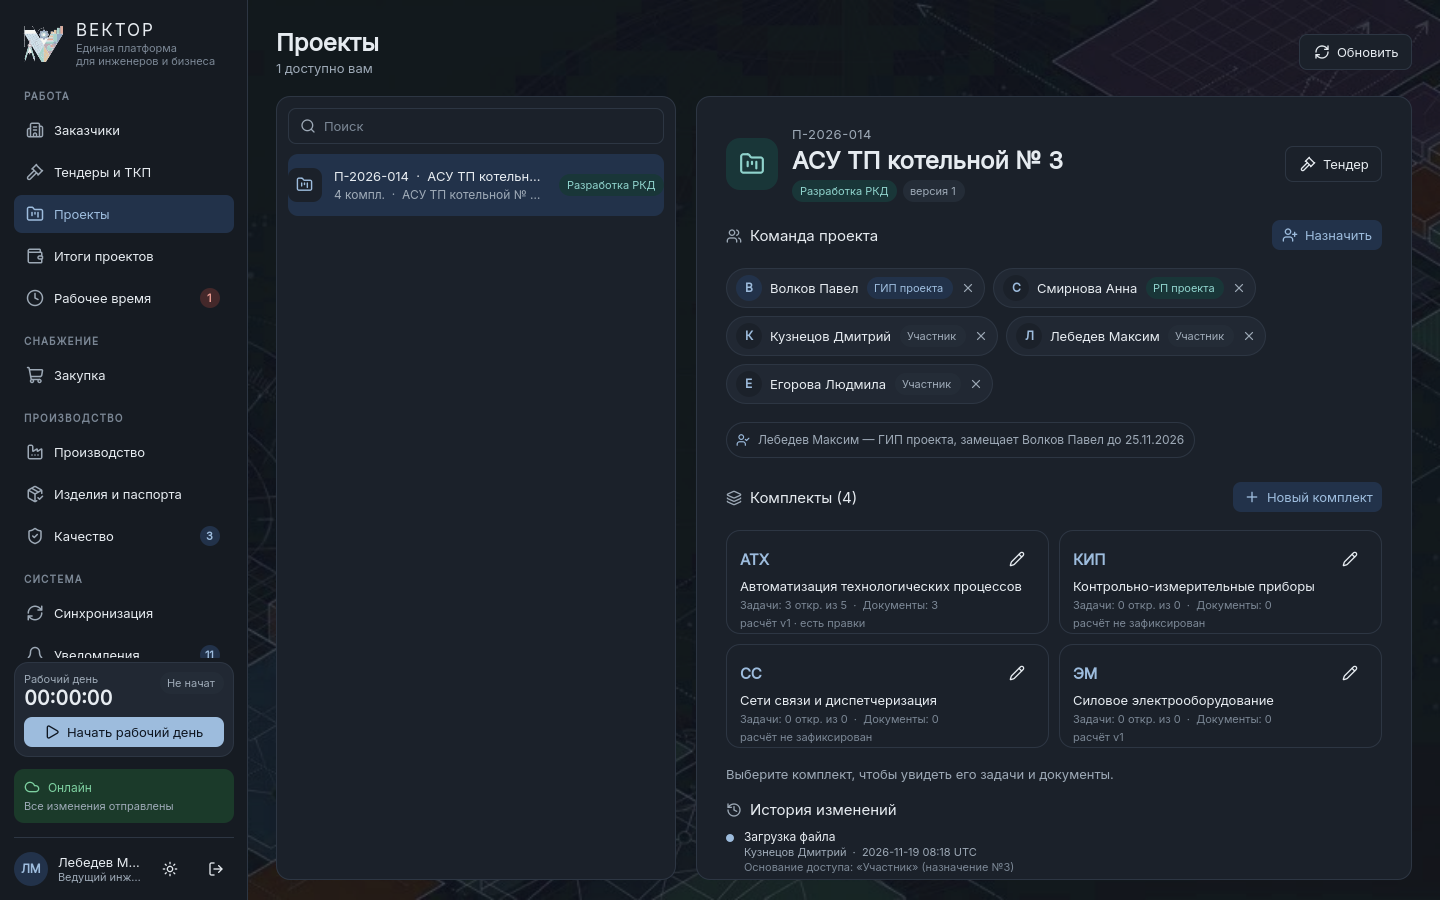 ВЕКТОР
Единая платформа
для инженеров и бизнеса
РАБОТА
Заказчики
Тендеры и ТКП
Проекты
Итоги проектов
Рабочее время
1
СНАБЖЕНИЕ
Закупка
ПРОИЗВОДСТВО
Производство
Изделия и паспорта
Качество
3
СИСТЕМА
Синхронизация
Уведомления
11
Рабочий день
Не начат
00:00:00
Начать рабочий день
Онлайн
Все изменения отправлены
ЛМ
Лебедев М...
Ведущий инж...
Проекты
1 доступно вам
Обновить
Поиск
П-2026-014 · АСУ ТП котельн...
4 компл. · АСУ ТП котельной № ...
Разработка РКД
П-2026-014
АСУ ТП котельной № 3
Разработка РКД
версия 1
Тендер
Команда проекта
Назначить
В Волков Павел ГИП проекта
С Смирнова Анна РП проекта
К Кузнецов Дмитрий Участник
Л Лебедев Максим Участник
Е Егорова Людмила Участник
Лебедев Максим — ГИП проекта, замещает Волков Павел до 25.11.2026
Комплекты (4)
Новый комплект
АТХ
Автоматизация технологических процессов
Задачи: 3 откр. из 5 · Документы: 3
расчёт v1 · есть правки
КИП
Контрольно-измерительные приборы
Задачи: 0 откр. из 0 · Документы: 0
расчёт не зафиксирован
СС
Сети связи и диспетчеризация
Задачи: 0 откр. из 0 · Документы: 0
расчёт не зафиксирован
ЭМ
Силовое электрооборудование
Задачи: 0 откр. из 0 · Документы: 0
расчёт v1
Выберите комплект, чтобы увидеть его задачи и документы.
История изменений
Загрузка файла
Кузнецов Дмитрий · 2026-11-19 08:18 UTC
Основание доступа: «Участник» (назначение №3)